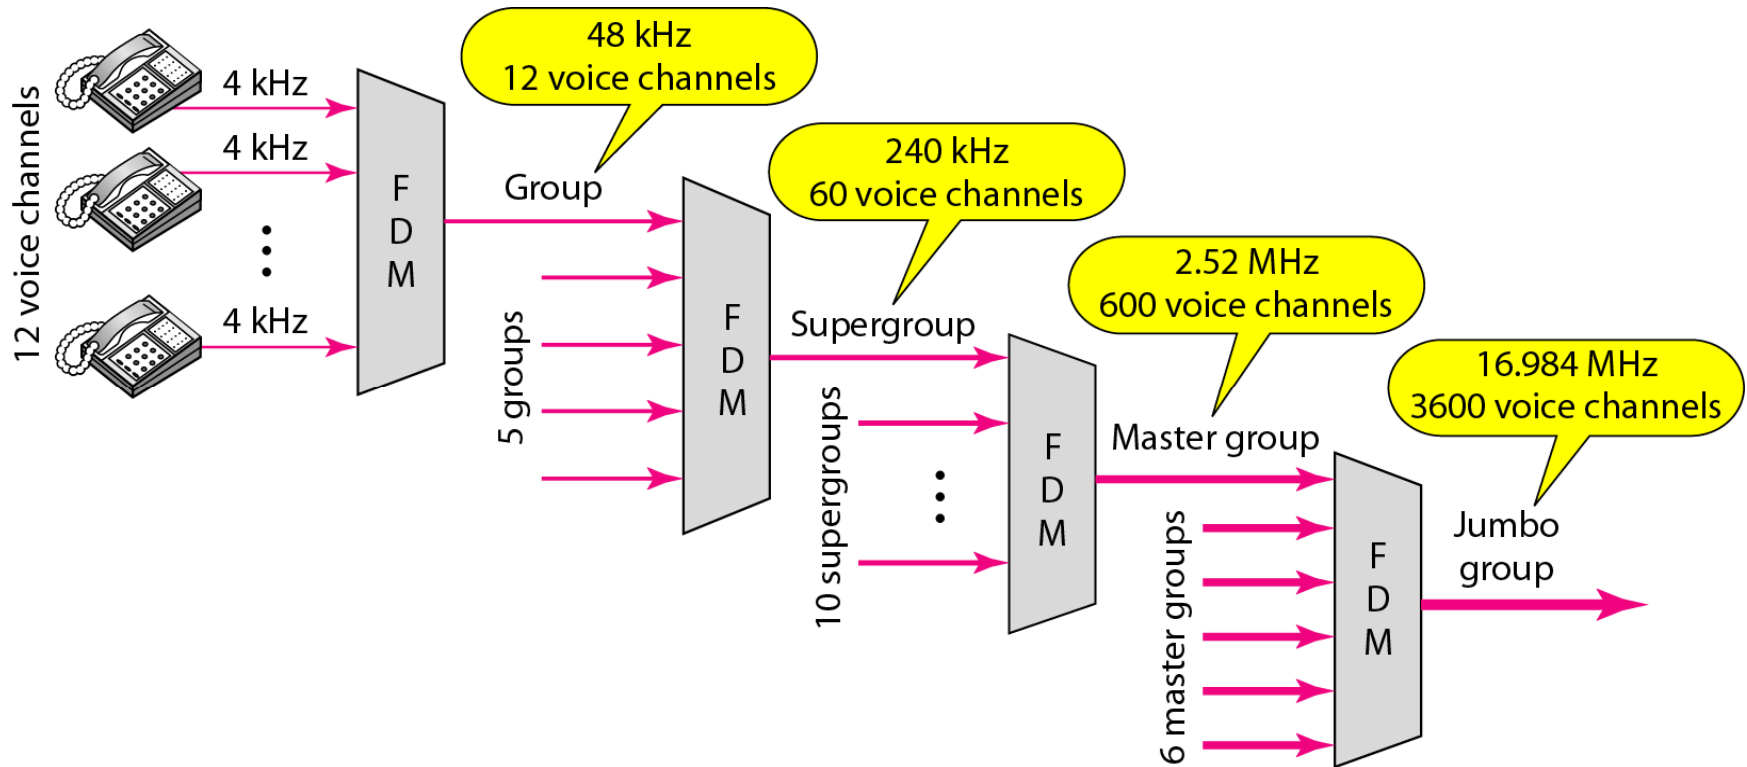 12 voice channels
4 kHz
4 kHz
4 kHz
F
D
M
48 kHz
12 voice channels
Group
5 groups
F
D
M
240 kHz
60 voice channels
Supergroup
10 supergroups
F
D
M
2.52 MHz
600 voice channels
Master group
6 master groups
F
D
M
16.984 MHz
3600 voice channels
Jumbo
group